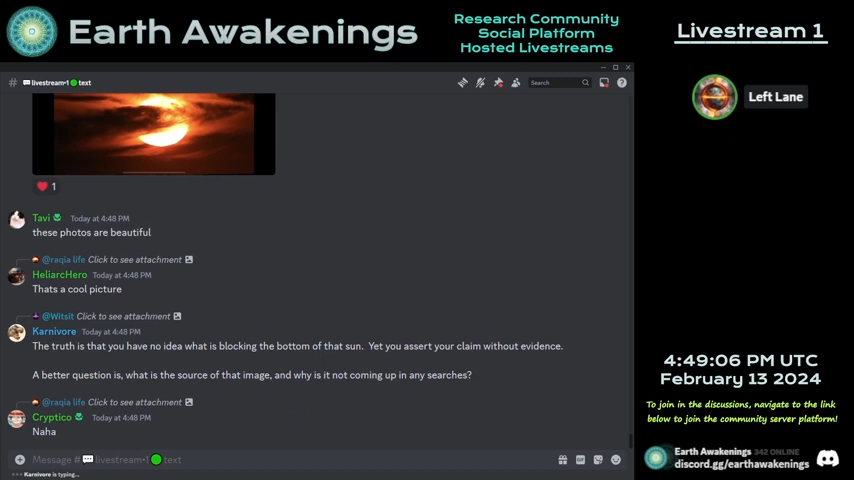 Earth Awakenings
Research Community
Social Platform
Hosted Livestreams
Livestream 1
# livestream-1 text
Search
Left Lane
1
Tavi Today at 4:48 PM
these photos are beautiful
@raqia life Click to see attachment
HeliarcHero Today at 4:48 PM
Thats a cool picture
@Witsit Click to see attachment
Karnivore Today at 4:48 PM
The truth is that you have no idea what is blocking the bottom of that sun. Yet you assert your claim without evidence.
A better question is, what is the source of that image, and why is it not coming up in any searches?
@raqia life Click to see attachment
Cryptico Today at 4:48 PM
Naha
Message # livestream-1 text
GIF
Karnivore is typing...
4:49:06 PM UTC
February 13 2024
To join in the discussions, navigate to the link
below to join the community server platform!
Earth Awakenings 342 ONLINE
discord.gg/earthawakenings